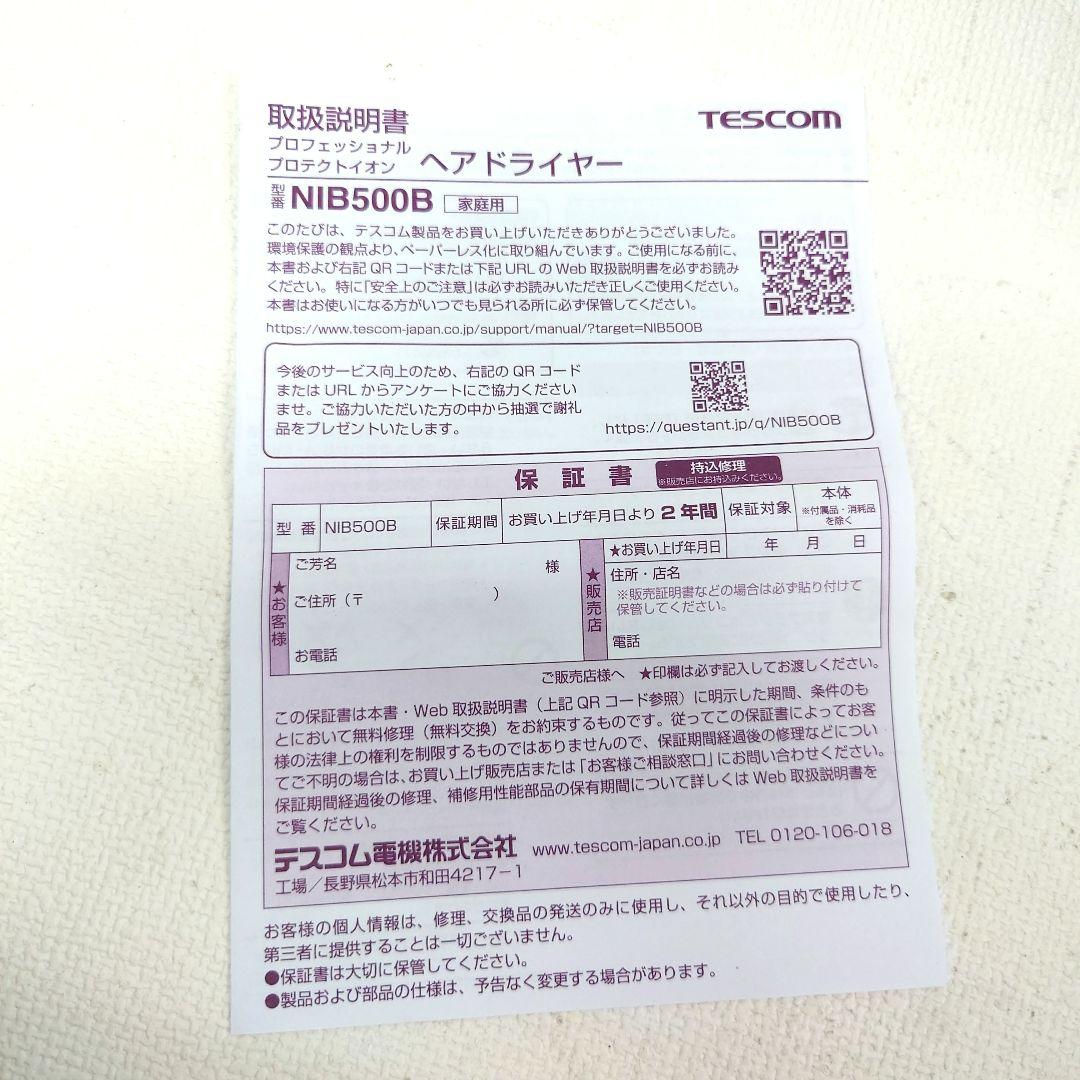 取扱説明書
TESCOM
プロフェッショナル
プロテクトイオン ヘアドライヤー
型番 NIB500B 家庭用
このたびは、テスコム製品をお買い上げいただきありがとうございました。
環境保護の観点より、ペーパーレス化に取り組んでいます。ご使用になる前に、
本書および右記 QR コードまたは下記 URL の Web 取扱説明書を必ずお読み
ください。特に「安全上のご注意」は必ずお読みいただき正しくご使用ください。
本書はお使いになる方がいつでも見られる所に必ず保管してください。
https://www.tescom-japan.co.jp/support/manual/?target=NIB500B
今後のサービス向上のため、右記の QR コード
または URL からアンケートにご協力ください
ませ。ご協力いただいた方の中から抽選で謝礼
品をプレゼントいたします。
https://questant.jp/q/NIB500B
保証書 持込修理
※販売店にお持込みください。
型番 NIB500B 保証期間 お買い上げ年月日より 2 年間 保証対象 本体
※付属品・消耗品
を除く
★お客様
ご芳名 様
ご住所(〒 )
お電話
★販売店
★お買い上げ年月日 年 月 日
住所・店名
※販売証明書などの場合は必ず貼り付けて
保管してください。
電話
ご販売店様へ ★印欄は必ず記入してお渡しください。
この保証書は本書・Web 取扱説明書(上記 QR コード参照)に明示した期間、条件のも
とにおいて無料修理(無料交換)をお約束するものです。従ってこの保証書によってお客
様の法律上の権利を制限するものではありませんので、保証期間経過後の修理などについ
てご不明の場合は、お買い上げ販売店または「お客様ご相談窓口」にお問い合わせください。
保証期間経過後の修理、補修用性能部品の保有期間について詳しくは Web 取扱説明書を
ご覧ください。
テスコム電機株式会社 www.tescom-japan.co.jp TEL 0120-106-018
工場/長野県松本市和田4217-1
お客様の個人情報は、修理、交換品の発送のみに使用し、それ以外の目的で使用したり、
第三者に提供することは一切ございません。
●保証書は大切に保管してください。
●製品および部品の仕様は、予告なく変更する場合があります。